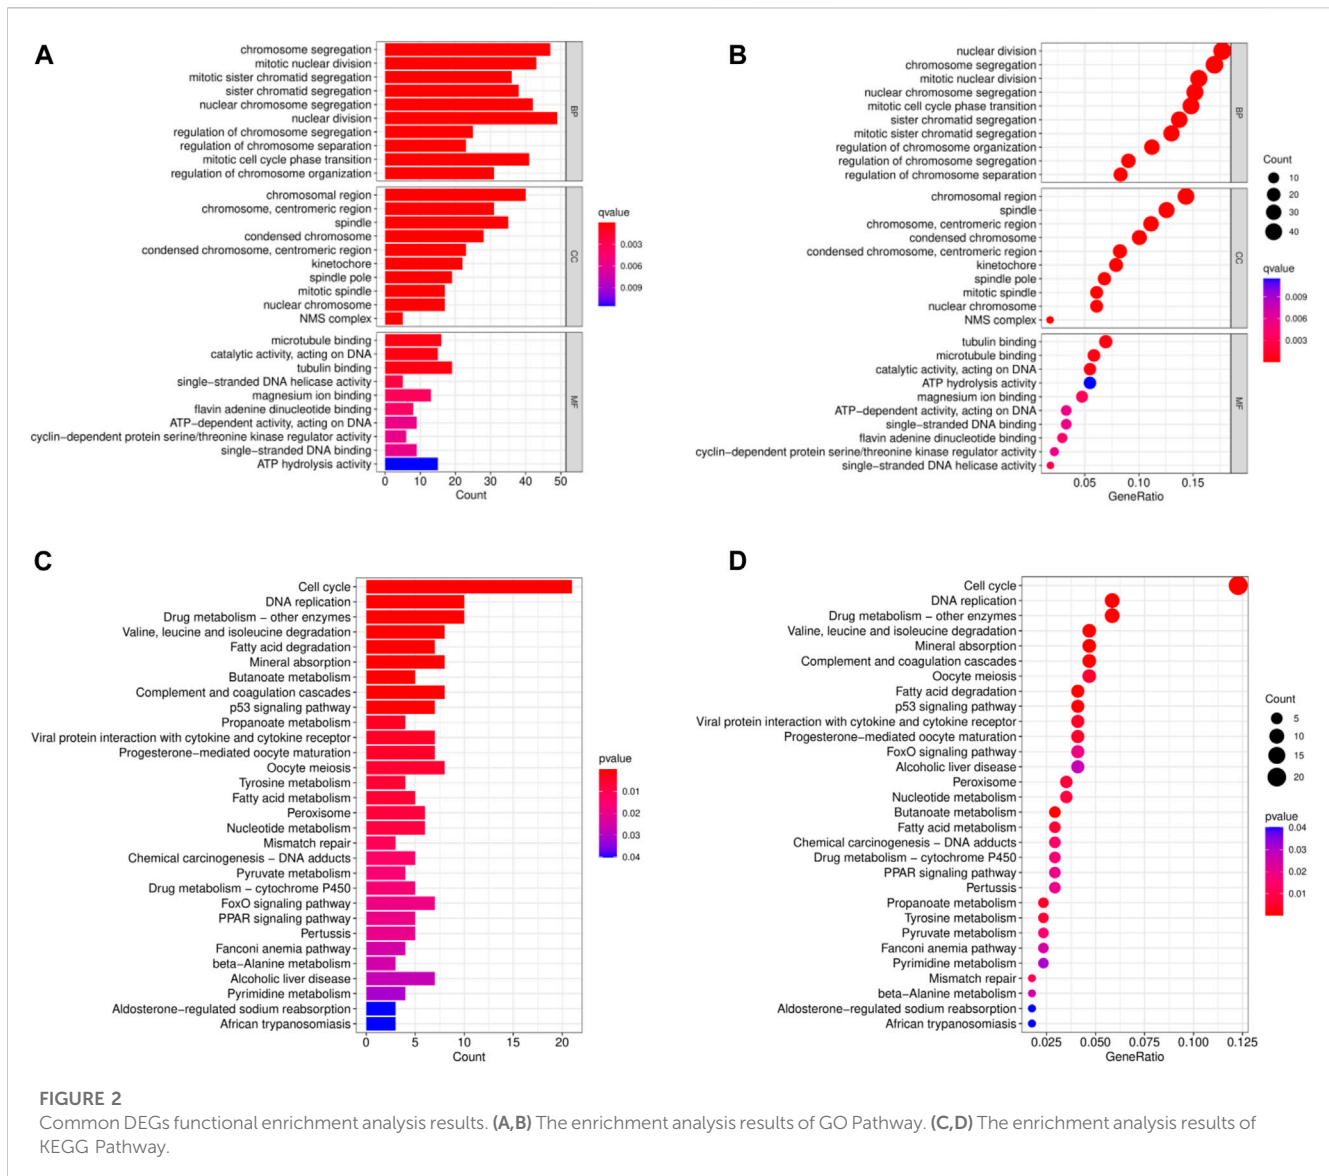 A
chromosome segregation
mitotic nuclear division
mitotic sister chromatid segregation
sister chromatid segregation
nuclear chromosome segregation
nuclear division
regulation of chromosome segregation
regulation of chromosome separation
mitotic cell cycle phase transition
regulation of chromosome organization
BP
chromosomal region
chromosome, centromeric region
spindle
condensed chromosome
condensed chromosome, centromeric region
kinetochore
spindle pole
mitotic spindle
nuclear chromosome
NMS complex
CC
microtubule binding
catalytic activity, acting on DNA
tubulin binding
single-stranded DNA helicase activity
magnesium ion binding
flavin adenine dinucleotide binding
ATP-dependent activity, acting on DNA
cyclin-dependent protein serine/threonine kinase regulator activity
single-stranded DNA binding
ATP hydrolysis activity
MF
0 10 20 30 40 50
Count
qvalue
0.003
0.006
0.009
B
nuclear division
chromosome segregation
mitotic nuclear division
nuclear chromosome segregation
mitotic cell cycle phase transition
sister chromatid segregation
mitotic sister chromatid segregation
regulation of chromosome organization
regulation of chromosome segregation
regulation of chromosome separation
BP
chromosomal region
spindle
chromosome, centromeric region
condensed chromosome
condensed chromosome, centromeric region
kinetochore
spindle pole
mitotic spindle
nuclear chromosome
NMS complex
CC
tubulin binding
microtubule binding
catalytic activity, acting on DNA
ATP hydrolysis activity
magnesium ion binding
ATP-dependent activity, acting on DNA
single-stranded DNA binding
flavin adenine dinucleotide binding
cyclin-dependent protein serine/threonine kinase regulator activity
single-stranded DNA helicase activity
MF
0.05 0.10 0.15
GeneRatio
Count
10
20
30
40
qvalue
0.009
0.006
0.003
C
Cell cycle
DNA replication
Drug metabolism - other enzymes
Valine, leucine and isoleucine degradation
Fatty acid degradation
Mineral absorption
Butanoate metabolism
Complement and coagulation cascades
p53 signaling pathway
Propanoate metabolism
Viral protein interaction with cytokine and cytokine receptor
Progesterone-mediated oocyte maturation
Oocyte meiosis
Tyrosine metabolism
Fatty acid metabolism
Peroxisome
Nucleotide metabolism
Mismatch repair
Chemical carcinogenesis - DNA adducts
Pyruvate metabolism
Drug metabolism - cytochrome P450
FoxO signaling pathway
PPAR signaling pathway
Pertussis
Fanconi anemia pathway
beta-Alanine metabolism
Alcoholic liver disease
Pyrimidine metabolism
Aldosterone-regulated sodium reabsorption
African trypanosomiasis
0 5 10 15 20
Count
pvalue
0.01
0.02
0.03
0.04
D
Cell cycle
DNA replication
Drug metabolism - other enzymes
Valine, leucine and isoleucine degradation
Mineral absorption
Complement and coagulation cascades
Oocyte meiosis
Fatty acid degradation
p53 signaling pathway
Viral protein interaction with cytokine and cytokine receptor
Progesterone-mediated oocyte maturation
FoxO signaling pathway
Alcoholic liver disease
Peroxisome
Nucleotide metabolism
Butanoate metabolism
Fatty acid metabolism
Chemical carcinogenesis - DNA adducts
Drug metabolism - cytochrome P450
PPAR signaling pathway
Pertussis
Propanoate metabolism
Tyrosine metabolism
Pyruvate metabolism
Fanconi anemia pathway
Pyrimidine metabolism
Mismatch repair
beta-Alanine metabolism
Aldosterone-regulated sodium reabsorption
African trypanosomiasis
0.025 0.050 0.075 0.100 0.125
GeneRatio
Count
5
10
15
20
pvalue
0.04
0.03
0.02
0.01
FIGURE 2
Common DEGs functional enrichment analysis results. (A,B) The enrichment analysis results of GO Pathway. (C,D) The enrichment analysis results of
KEGG Pathway.